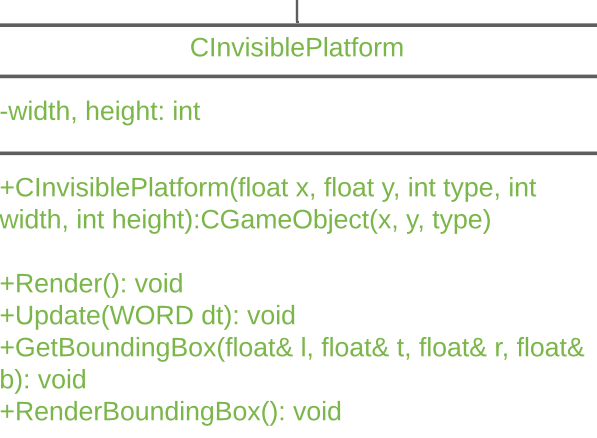 CInvisiblePlatform
-width, height: int
+CInvisiblePlatform(float x, float y, int type, int
width, int height):CGameObject(x, y, type)
+Render(): void
+Update(WORD dt): void
+GetBoundingBox(float& l, float& t, float& r, float&
b): void
+RenderBoundingBox(): void